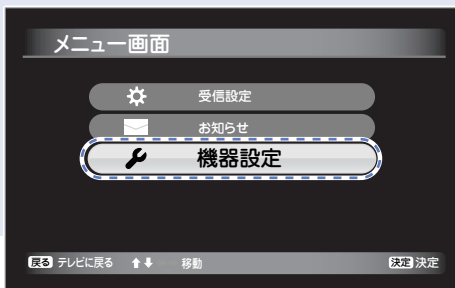 メニュー画面
受信設定
お知らせ
機器設定
戻る テレビに戻る ↑↓ 移動 決定 決定